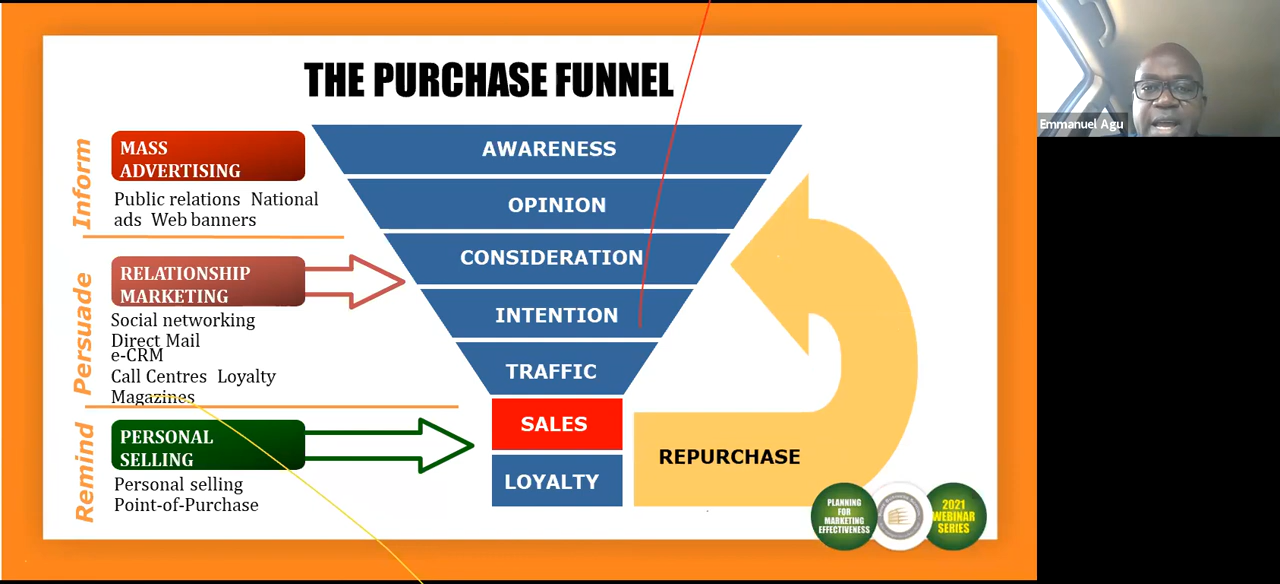 THE PURCHASE FUNNEL
Inform
MASS
ADVERTISING
Public relations National
ads Web banners
Persuade
RELATIONSHIP
MARKETING
Social networking
Direct Mail
e-CRM
Call Centres Loyalty
Magazines
Remind
PERSONAL
SELLING
Personal selling
Point-of-Purchase
AWARENESS
OPINION
CONSIDERATION
INTENTION
TRAFFIC
SALES
LOYALTY
REPURCHASE
PLANNING
FOR
MARKETING
EFFECTIVENESS
2021
WEBINAR
SERIES
Emmanuel Agu